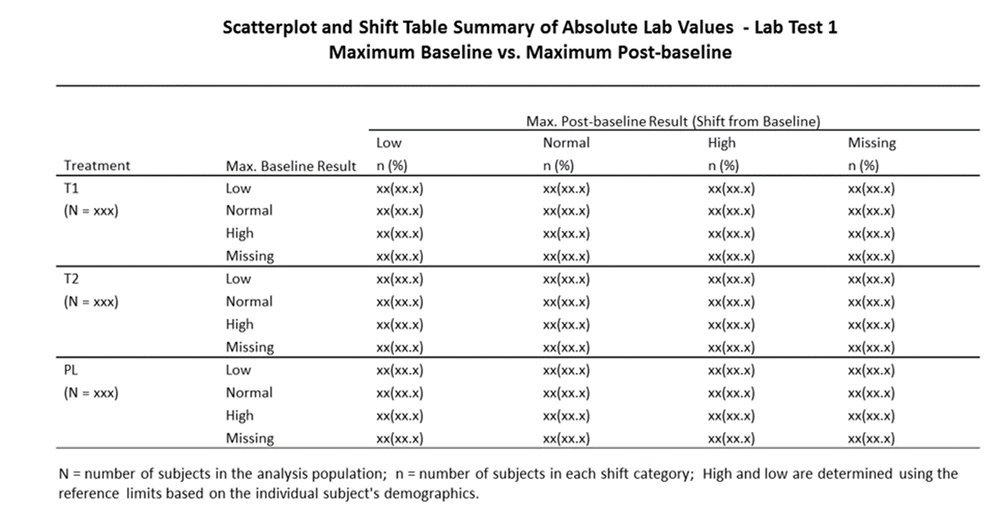 Scatterplot and Shift Table Summary of Absolute Lab Values - Lab Test 1
Maximum Baseline vs. Maximum Post-baseline
Max. Post-baseline Result (Shift from Baseline)
Low Normal High Missing
Treatment Max. Baseline Result n (%) n (%) n (%) n (%)
T1 Low xx(xx.x) xx(xx.x) xx(xx.x) xx(xx.x)
(N = xxx) Normal xx(xx.x) xx(xx.x) xx(xx.x) xx(xx.x)
High xx(xx.x) xx(xx.x) xx(xx.x) xx(xx.x)
Missing xx(xx.x) xx(xx.x) xx(xx.x) xx(xx.x)
T2 Low xx(xx.x) xx(xx.x) xx(xx.x) xx(xx.x)
(N = xxx) Normal xx(xx.x) xx(xx.x) xx(xx.x) xx(xx.x)
High xx(xx.x) xx(xx.x) xx(xx.x) xx(xx.x)
Missing xx(xx.x) xx(xx.x) xx(xx.x) xx(xx.x)
PL Low xx(xx.x) xx(xx.x) xx(xx.x) xx(xx.x)
(N = xxx) Normal xx(xx.x) xx(xx.x) xx(xx.x) xx(xx.x)
High xx(xx.x) xx(xx.x) xx(xx.x) xx(xx.x)
Missing xx(xx.x) xx(xx.x) xx(xx.x) xx(xx.x)
N = number of subjects in the analysis population; n = number of subjects in each shift category; High and low are determined using the
reference limits based on the individual subject's demographics.